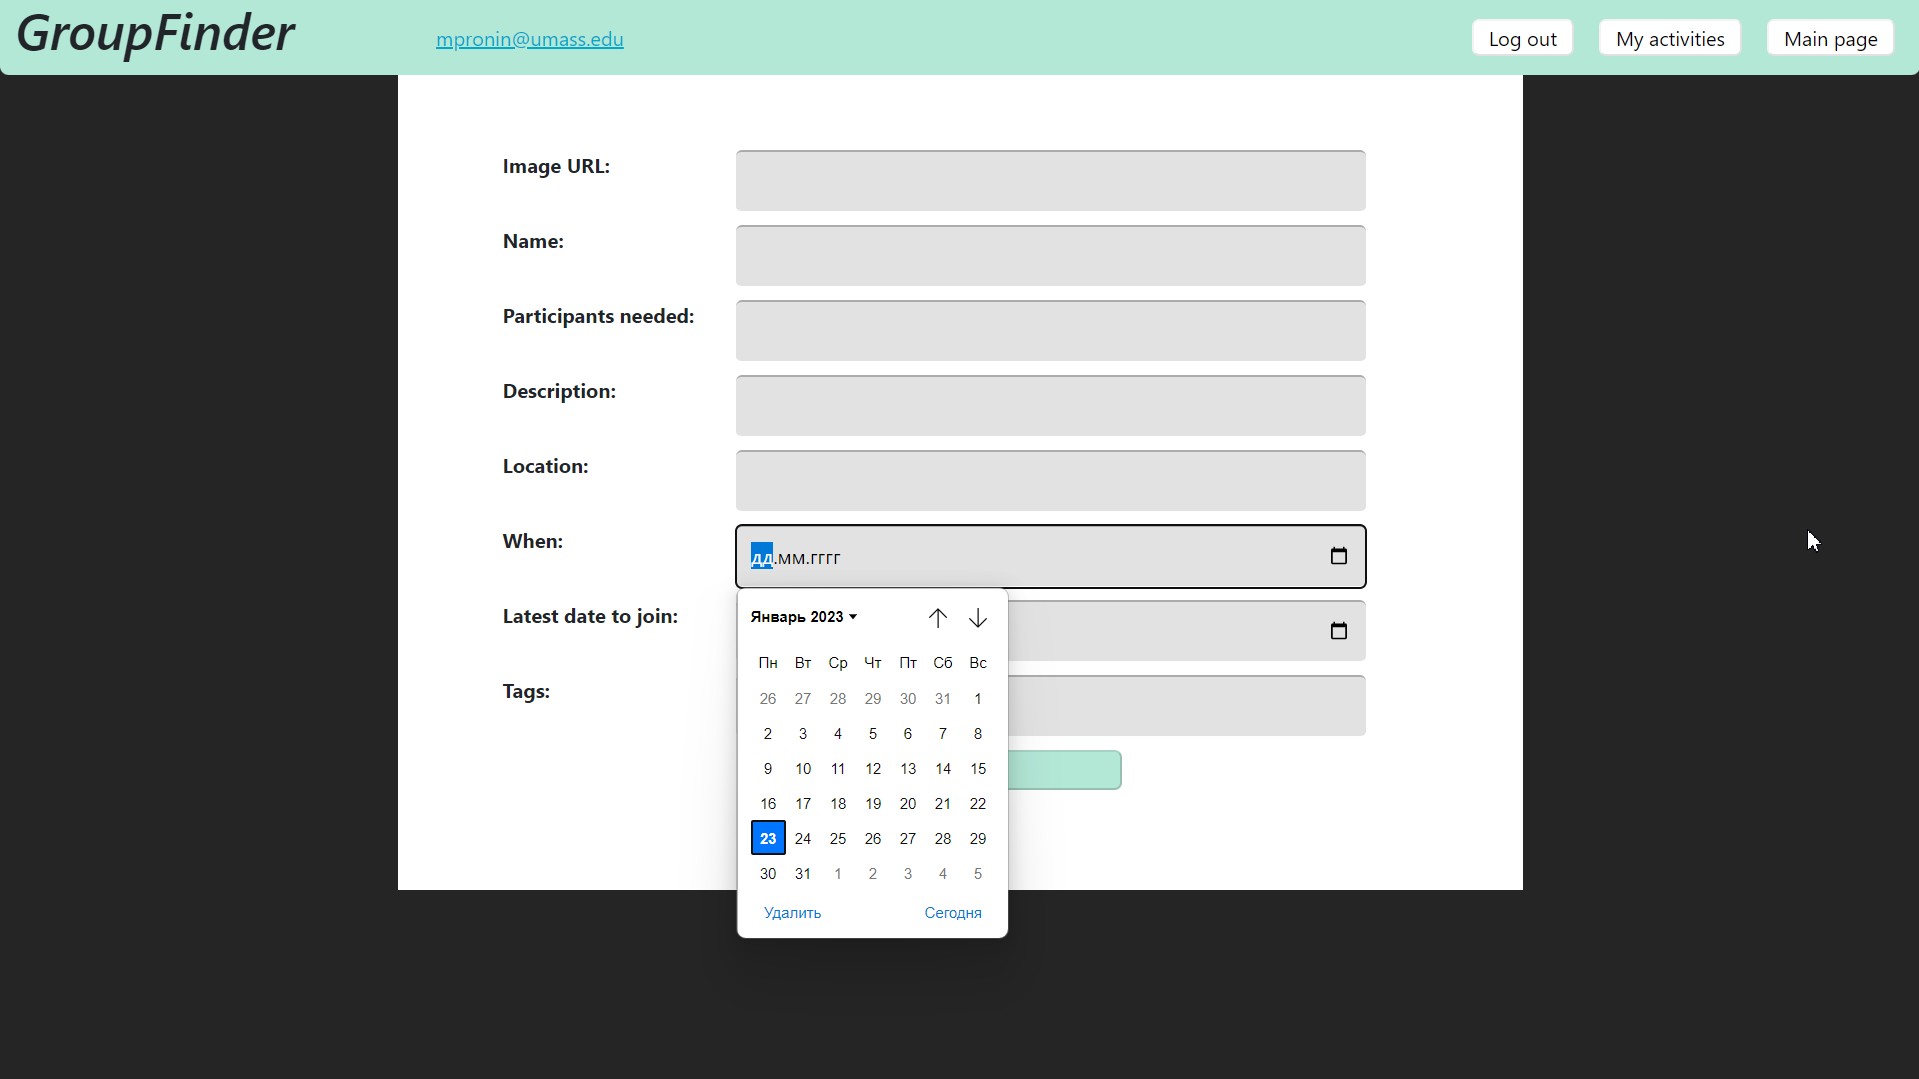 GroupFinder
mpronin@umass.edu
Log out
My activities
Main page
Image URL:
Name:
Participants needed:
Description:
Location:
When:
дд.мм.гггг
Latest date to join:
Tags:
Январь 2023
Пн Вт Ср Чт Пт Сб Вс
26 27 28 29 30 31 1
2 3 4 5 6 7 8
9 10 11 12 13 14 15
16 17 18 19 20 21 22
23 24 25 26 27 28 29
30 31 1 2 3 4 5
Удалить
Сегодня